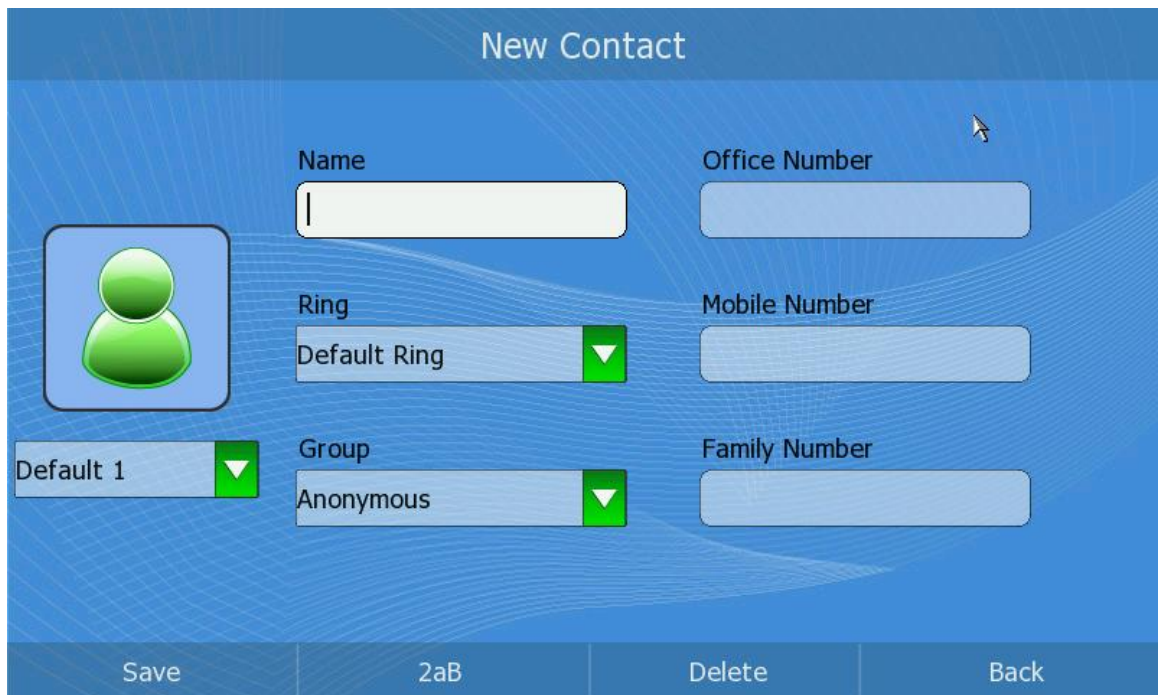 New Contact
Name
Office Number
Ring
Default Ring
Mobile Number
Default 1
Group
Anonymous
Family Number
Save
2aB
Delete
Back